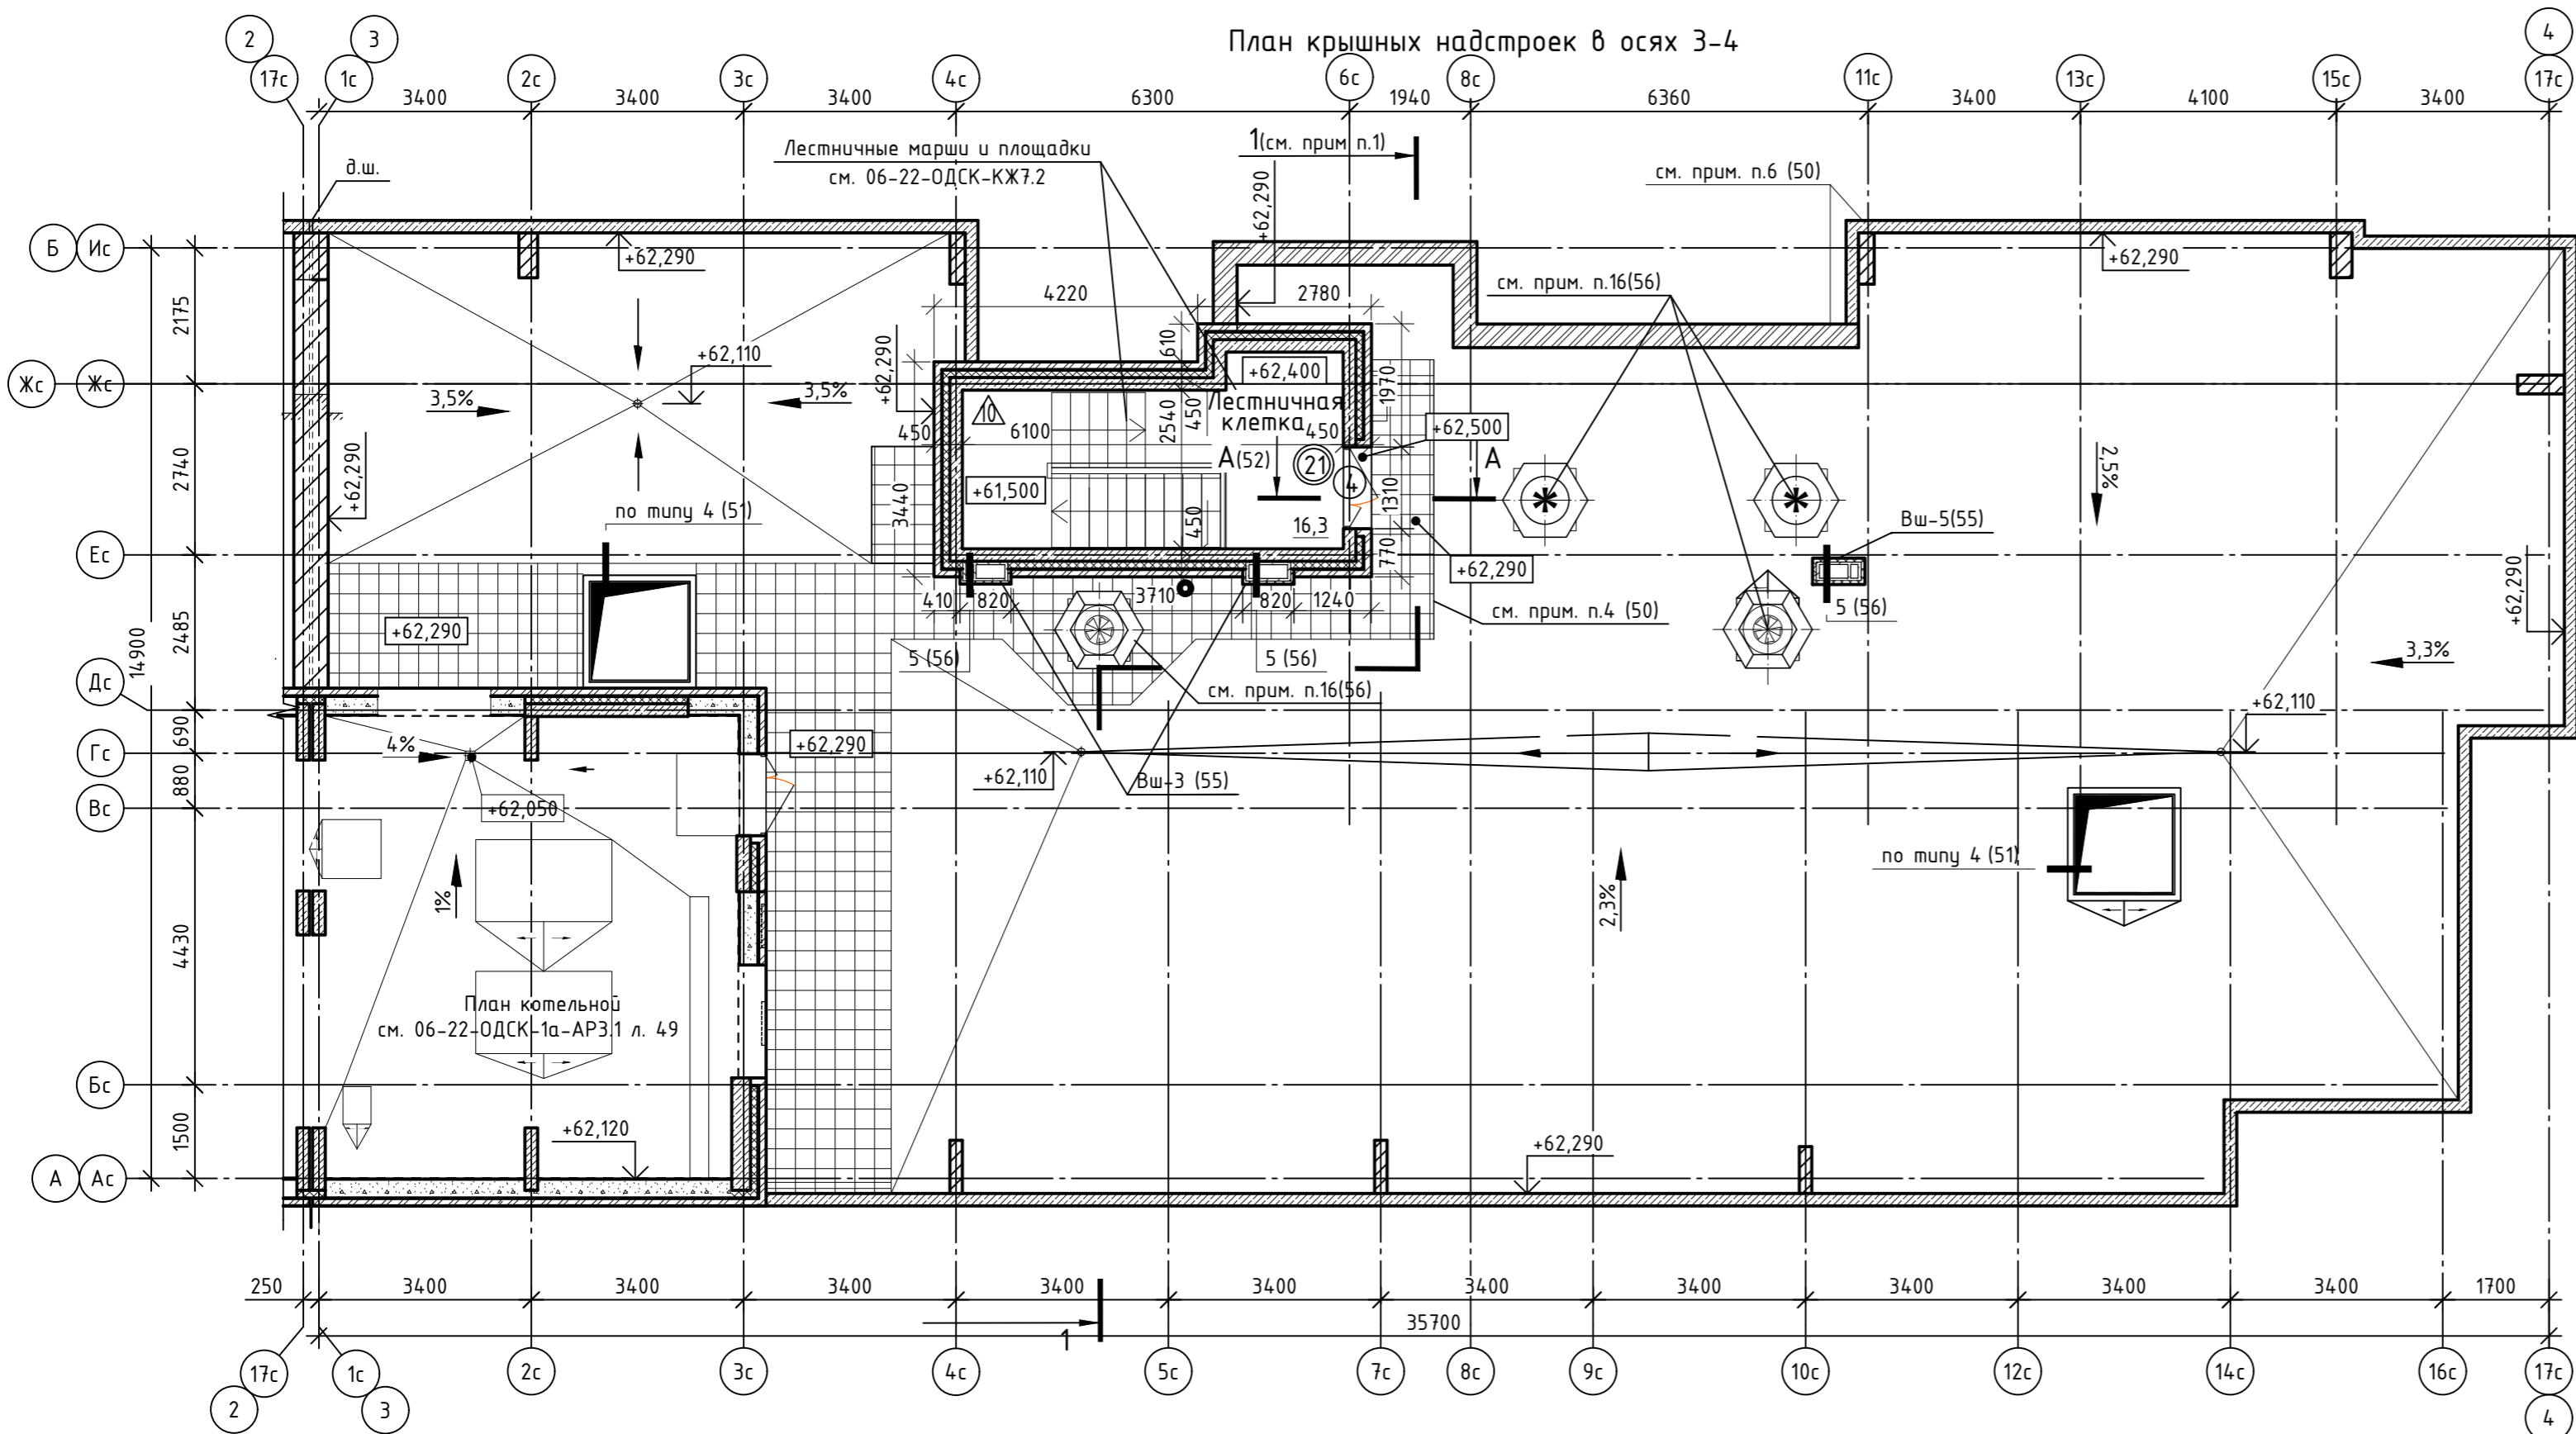 План крышных надстроек в осях 3-4
2
3
17с
1с
2с
3с
4с
6с
8с
11с
13с
15с
4
17с
3400
3400
3400
6300
1940
6360
3400
4100
3400
Лестничные марши и площадки
см. 06-22-ОДСК-КЖ7.2
1(см. прим п.1)
см. прим. п.6 (50)
д.ш.
+62,290
Б
Ис
+62,290
+62,290
4220
2780
см. прим. п.16(56)
2175
610
+62,290
+62,110
+62,400
1970
Жс
Жс
3,5%
3,5%
Лестничная
клетка
10
450
2540
450
6100
450
+62,500
А(52)
21
4
А
2,5%
2740
+62,290
+61,500
3440
1310
по типу 4 (51)
450
16,3
Вш-5(55)
Ес
770
+62,290
+62,290
410
820
3710
820
1240
см. прим. п.4 (50)
5 (56)
14900
2485
+62,290
5 (56)
5 (56)
3,3%
Дс
см. прим. п.16(56)
+62,110
690
4%
+62,290
Гс
+62,110
Вш-3 (55)
880
+62,050
Вс
по типу 4 (51)
1%
2,3%
4430
План котельной
см. 06-22-ОДСК-1а-АР3.1 л. 49
Бс
1500
+62,120
+62,290
А
Ас
250
3400
3400
3400
3400
3400
3400
3400
3400
3400
1700
35700
1
17с
1с
2с
3с
4с
5с
7с
8с
9с
10с
12с
14с
16с
17с
2
3
4